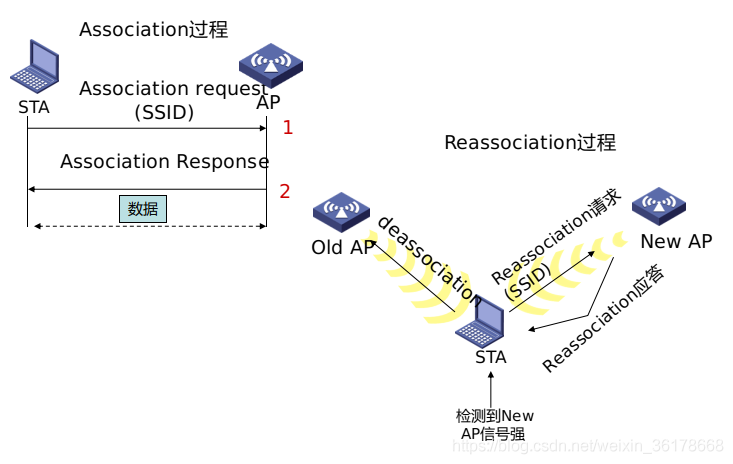 Association过程
STA
AP
Association request
(SSID)
1
Association Response
2
数据
Reassociation过程
Old AP
New AP
deassociation
Reassociation请求
(SSID)
Reassociation应答
STA
检测到New
AP信号强
https://blog.csdn.net/weixin_36178668